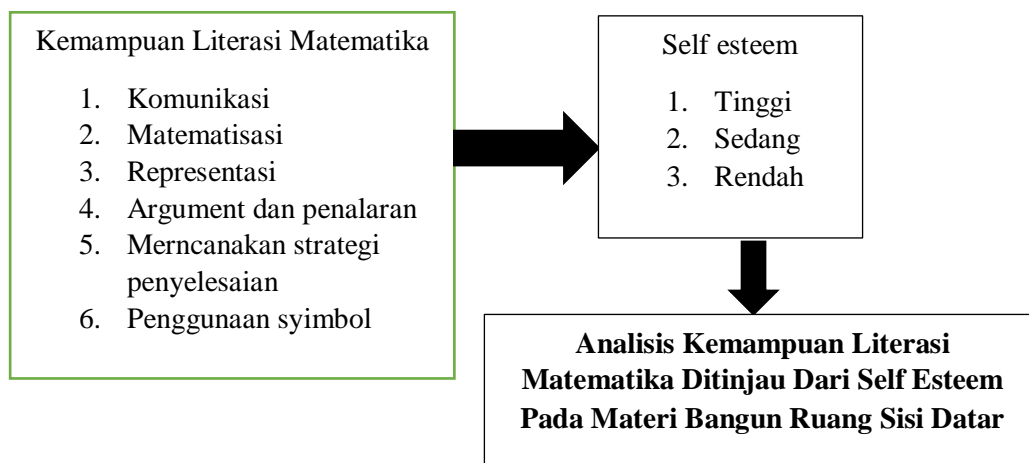 Kemampuan Literasi Matematika
1. Komunikasi
2. Matematisasi
3. Representasi
4. Argument dan penalaran
5. Merncanakan strategi
penyelesaian
6. Penggunaan syimbol
Self esteem
1. Tinggi
2. Sedang
3. Rendah
Analisis Kemampuan Literasi
Matematika Ditinjau Dari Self Esteem
Pada Materi Bangun Ruang Sisi Datar